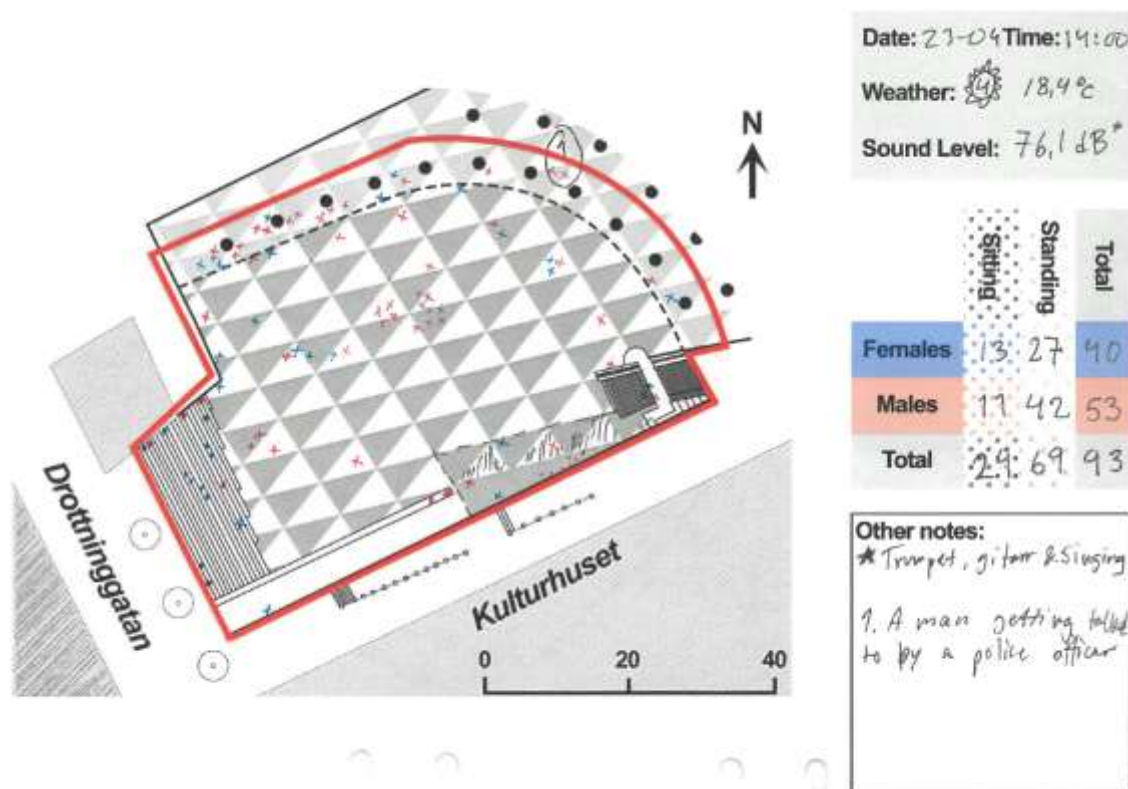 Date: 23-04 Time: 14:00
Weather: 18,4°C
Sound Level: 76,1 dB*
N
Sitting
Standing
Total
Females 13 27 40
Males 11 42 53
Total 29 69 93
Drottninggatan
Kulturhuset
0 20 40
Other notes:
* Trumpet, gitarr & Singing
1. A man getting talked
to by a police officer
1